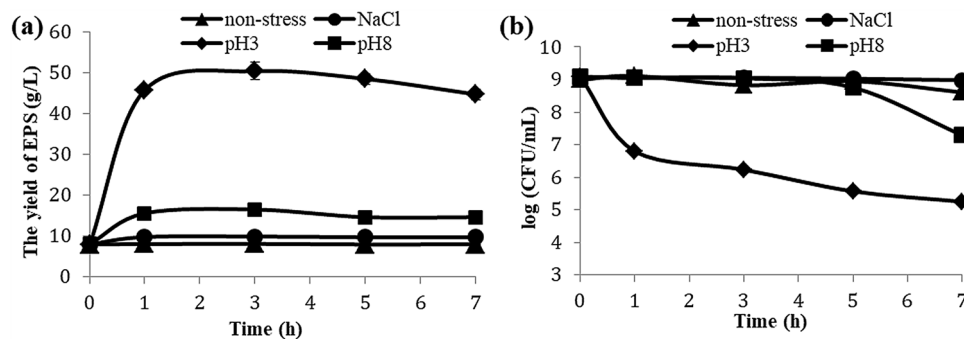 (a)
non-stress NaCl
pH3 pH8
The yield of EPS (g/L)
60
50
40
30
20
10
0
0 1 2 3 4 5 6 7
Time (h)
(b)
non-stress NaCl
pH3 pH8
log (CFU/mL)
10
9
8
7
6
5
4
3
0 1 2 3 4 5 6 7
Time (h)